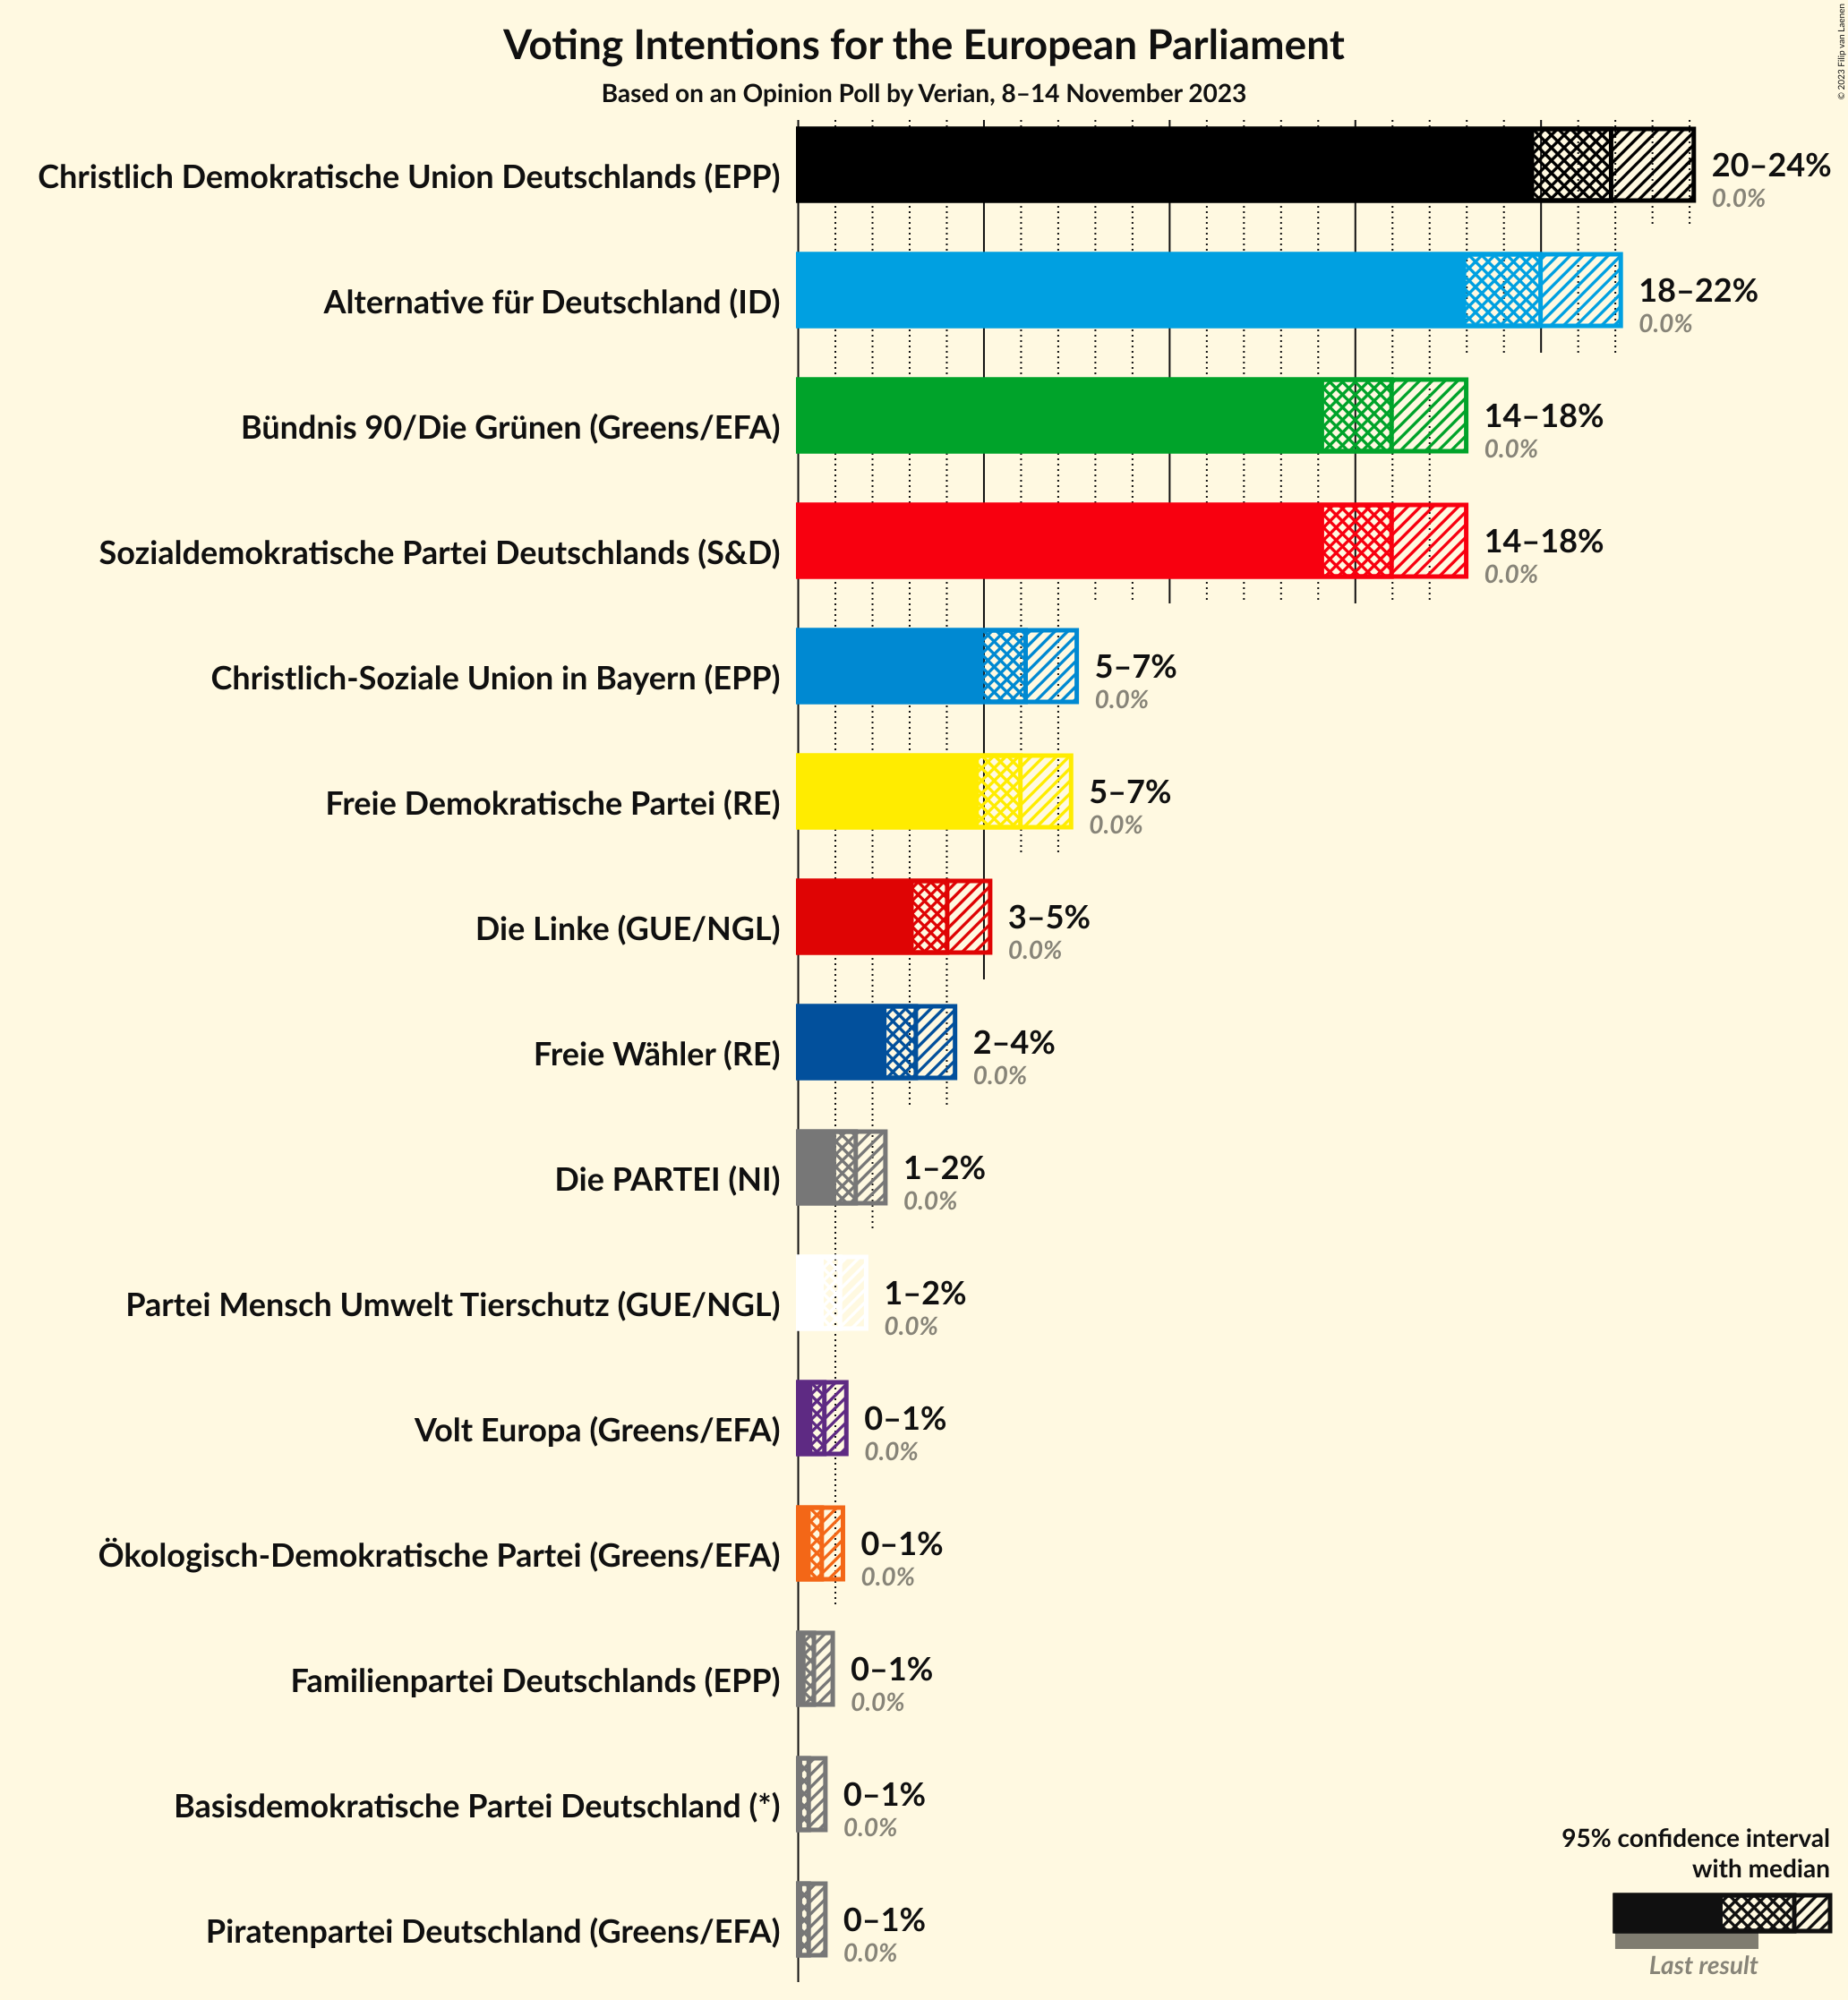 Voting Intentions for the European Parliament
Based on an Opinion Poll by Verian, 8–14 November 2023
© 2023 Filip van Laenen
Christlich Demokratische Union Deutschlands (EPP)
20–24%
0.0%
Alternative für Deutschland (ID)
18–22%
0.0%
Bündnis 90/Die Grünen (Greens/EFA)
14–18%
0.0%
Sozialdemokratische Partei Deutschlands (S&D)
14–18%
0.0%
Christlich-Soziale Union in Bayern (EPP)
5–7%
0.0%
Freie Demokratische Partei (RE)
5–7%
0.0%
Die Linke (GUE/NGL)
3–5%
0.0%
Freie Wähler (RE)
2–4%
0.0%
Die PARTEI (NI)
1–2%
0.0%
Partei Mensch Umwelt Tierschutz (GUE/NGL)
1–2%
0.0%
Volt Europa (Greens/EFA)
0–1%
0.0%
Ökologisch-Demokratische Partei (Greens/EFA)
0–1%
0.0%
Familienpartei Deutschlands (EPP)
0–1%
0.0%
Basisdemokratische Partei Deutschland (*)
0–1%
0.0%
Piratenpartei Deutschland (Greens/EFA)
0–1%
0.0%
95% confidence interval
with median
Last result